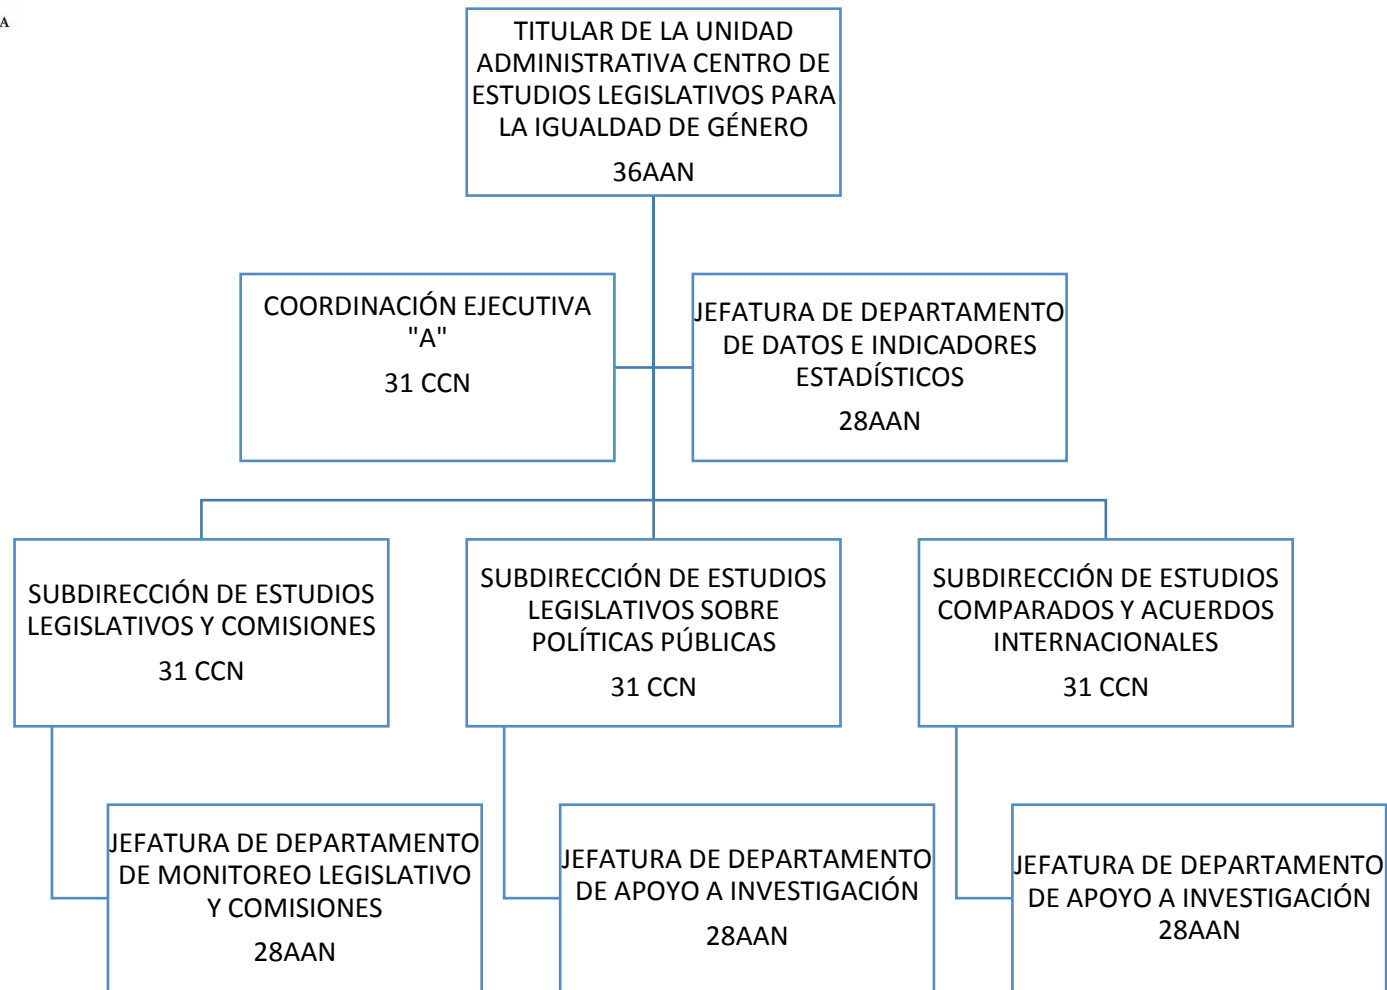 A
TITULAR DE LA UNIDAD
ADMINISTRATIVA CENTRO DE
ESTUDIOS LEGISLATIVOS PARA
LA IGUALDAD DE GÉNERO
36AAN
COORDINACIÓN EJECUTIVA
"A"
31 CCN
JEFATURA DE DEPARTAMENTO
DE DATOS E INDICADORES
ESTADÍSTICOS
28AAN
SUBDIRECCIÓN DE ESTUDIOS
LEGISLATIVOS Y COMISIONES
31 CCN
SUBDIRECCIÓN DE ESTUDIOS
LEGISLATIVOS SOBRE
POLÍTICAS PÚBLICAS
31 CCN
SUBDIRECCIÓN DE ESTUDIOS
COMPARADOS Y ACUERDOS
INTERNACIONALES
31 CCN
JEFATURA DE DEPARTAMENTO
DE MONITOREO LEGISLATIVO
Y COMISIONES
28AAN
JEFATURA DE DEPARTAMENTO
DE APOYO A INVESTIGACIÓN
28AAN
JEFATURA DE DEPARTAMENTO
DE APOYO A INVESTIGACIÓN
28AAN